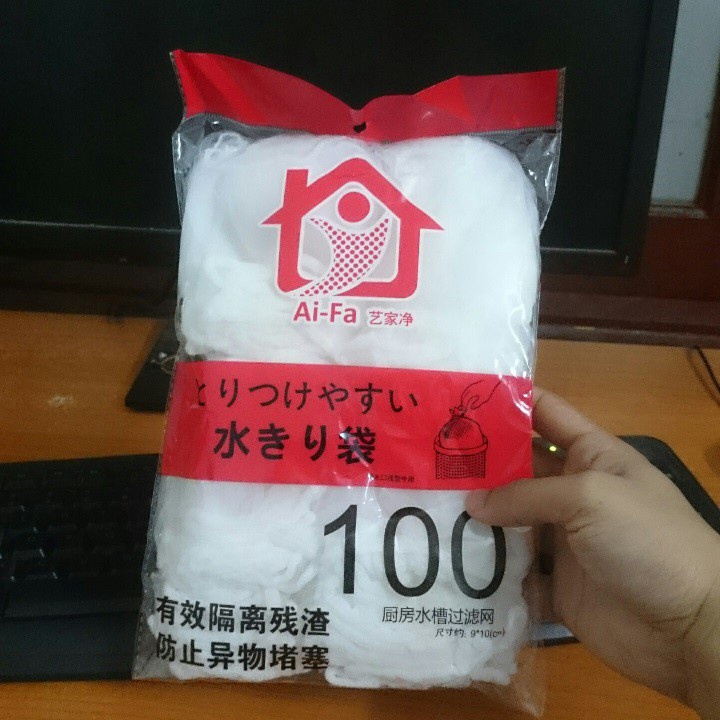 Ai-Fa 艺家净
とりつけやすい
水きり袋
100
厨房水槽过滤网
尺寸约: 9*10(cm)
有效隔离残渣
防止异物堵塞